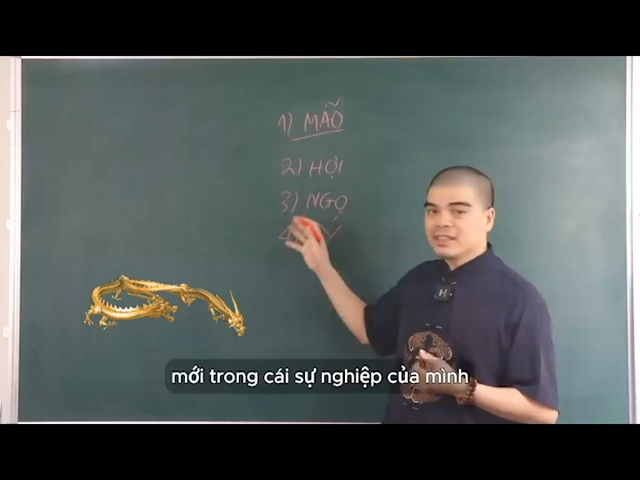 1) MÃO
2) HỢI
3) NGỌ
mới trong cái sự nghiệp của mình